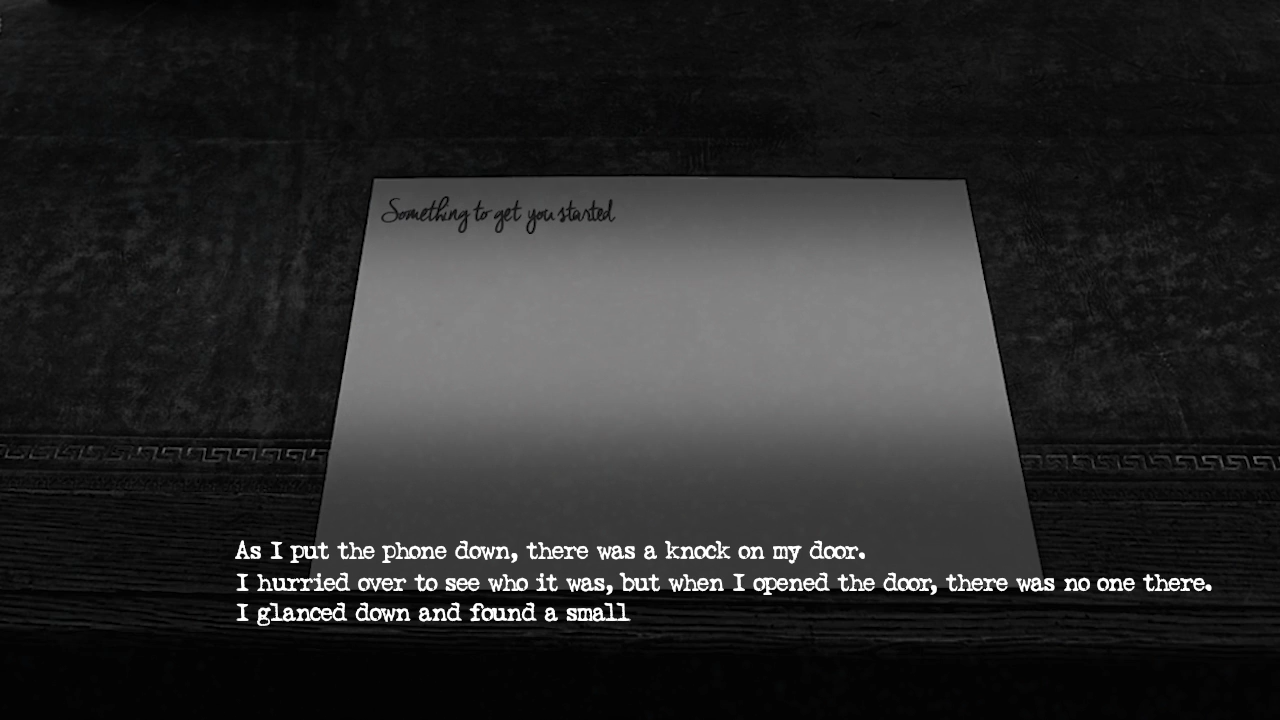 Something to get you started
As I put the phone down, there was a knock on my door.
I hurried over to see who it was, but when I opened the door, there was no one there.
I glanced down and found a small